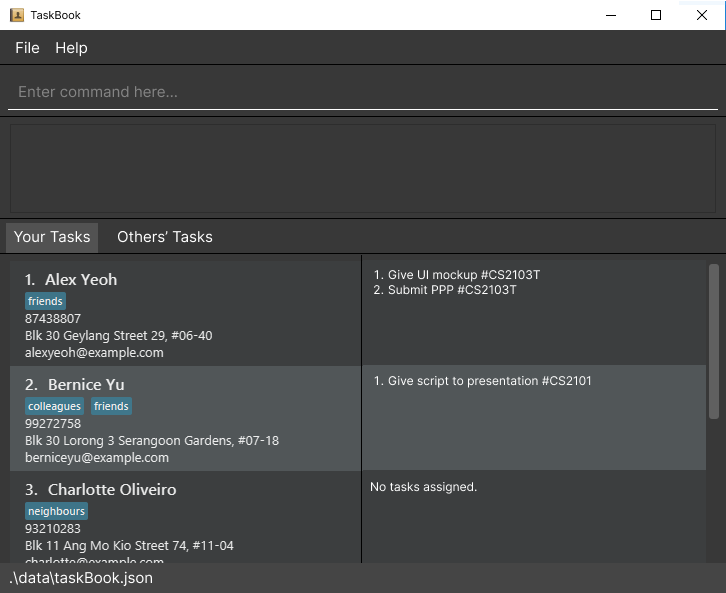 TaskBook
File Help
Enter command here...
Your Tasks Others' Tasks
1. Alex Yeoh
friends
87438807
Blk 30 Geylang Street 29, #06-40
alexyeoh@example.com
1. Give UI mockup #CS2103T
2. Submit PPP #CS2103T
2. Bernice Yu
colleagues friends
99272758
Blk 30 Lorong 3 Serangoon Gardens, #07-18
berniceyu@example.com
1. Give script to presentation #CS2101
3. Charlotte Oliveiro
neighbours
93210283
Blk 11 Ang Mo Kio Street 74, #11-04
charlotte@example.com
No tasks assigned.
.\data\taskBook.json